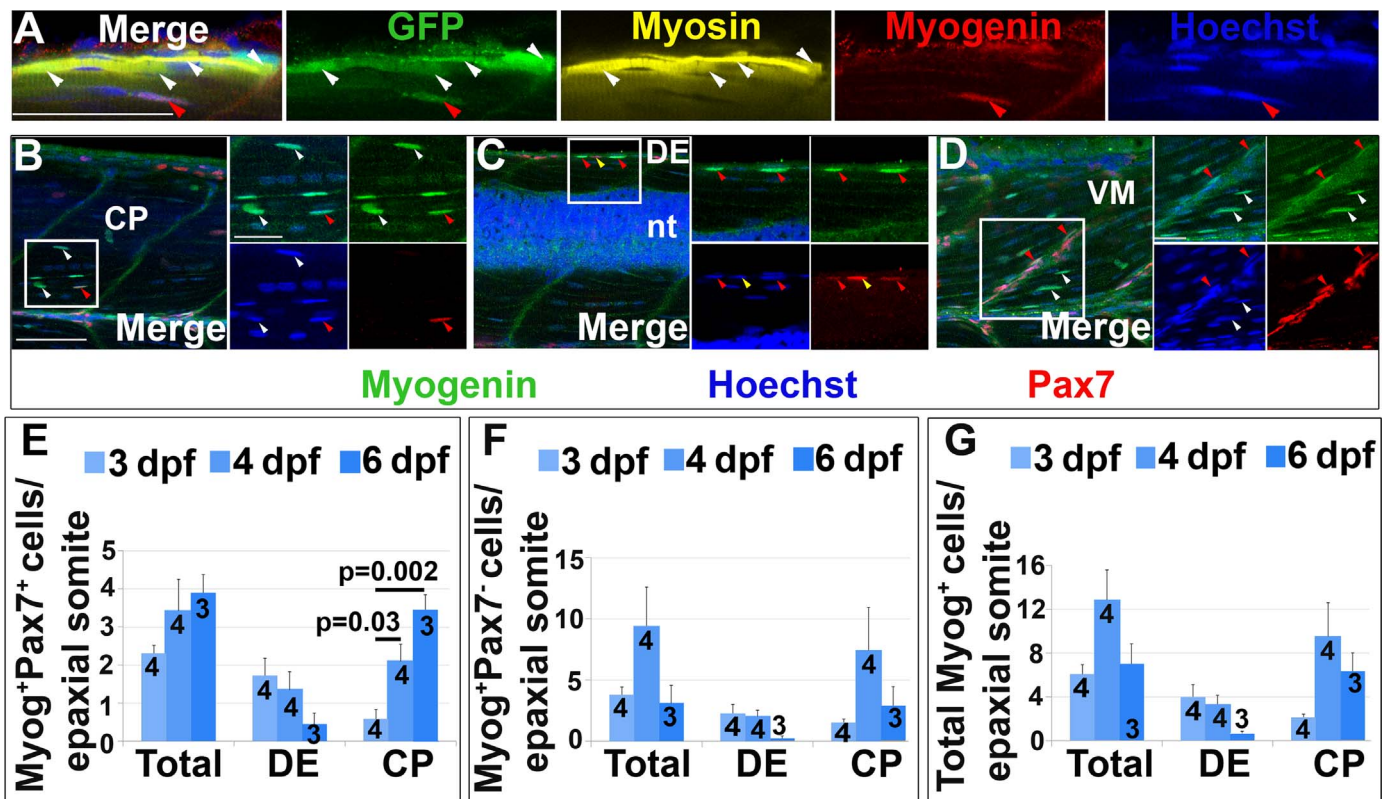 A Merge GFP Myosin Myogenin Hoechst
B CP Merge
C DE nt Merge
D VM Merge
Myogenin Hoechst Pax7
E
3 dpf 4 dpf 6 dpf
Myog⁺Pax7⁺ cells/
epaxial somite
5
4
3
2
1
0
p=0.002
p=0.03
4 4 3
4 4 3
4 4 3
Total DE CP
F
3 dpf 4 dpf 6 dpf
Myog⁺Pax7⁻ cells/
epaxial somite
15
10
5
0
4 4 3
4 4 3
4 4 3
Total DE CP
G
3 dpf 4 dpf 6 dpf
Total Myog⁺ cells/
epaxial somite
16
12
8
4
0
4 4 3
4 4 3
4 4 3
Total DE CP